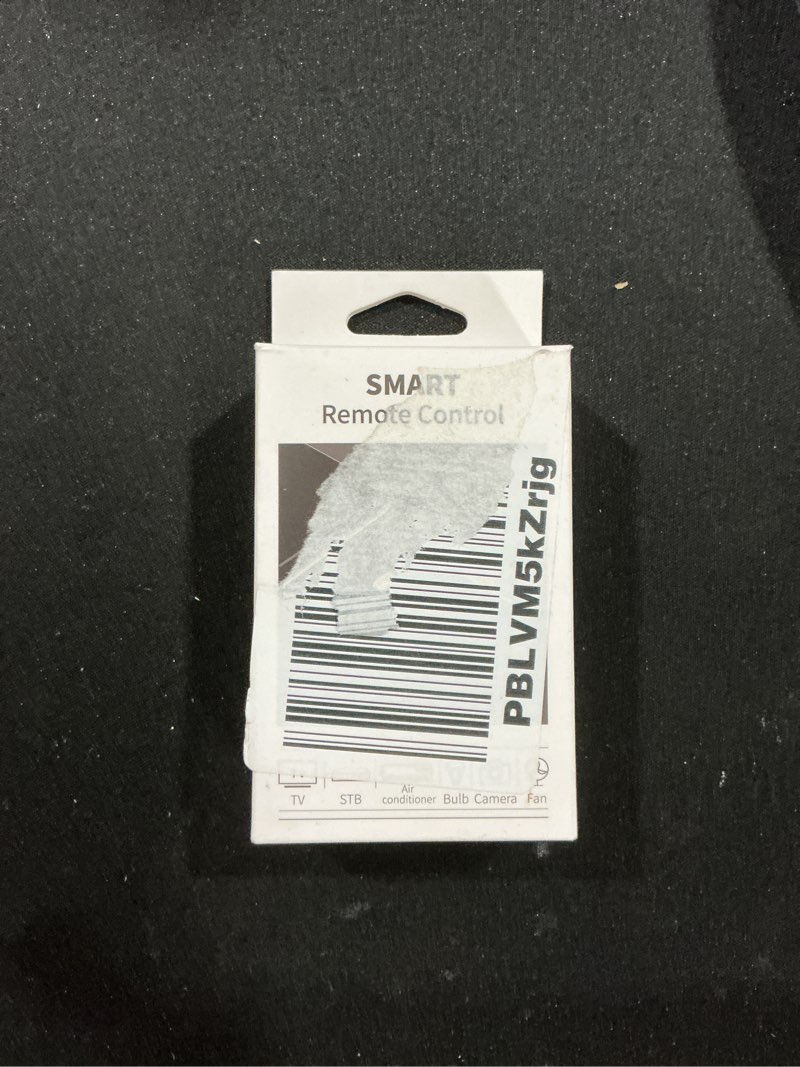 SMART
Remote Control
PBLVM5kZrjg
TV
STB
Air
conditioner
Bulb
Camera
Fan